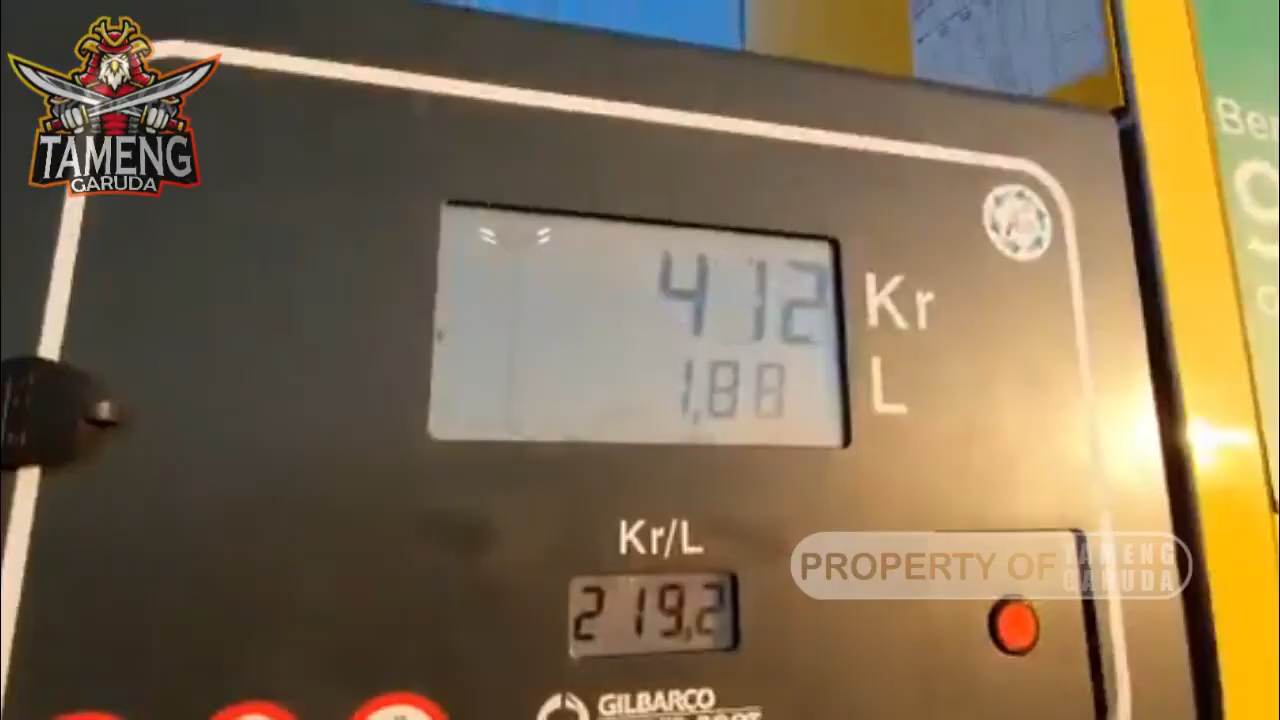 TAMENG
GARUDA
412
Kr
1,88
L
Kr/L
219,2
PROPERTY OF TAMENG GARUDA
GILBARCO